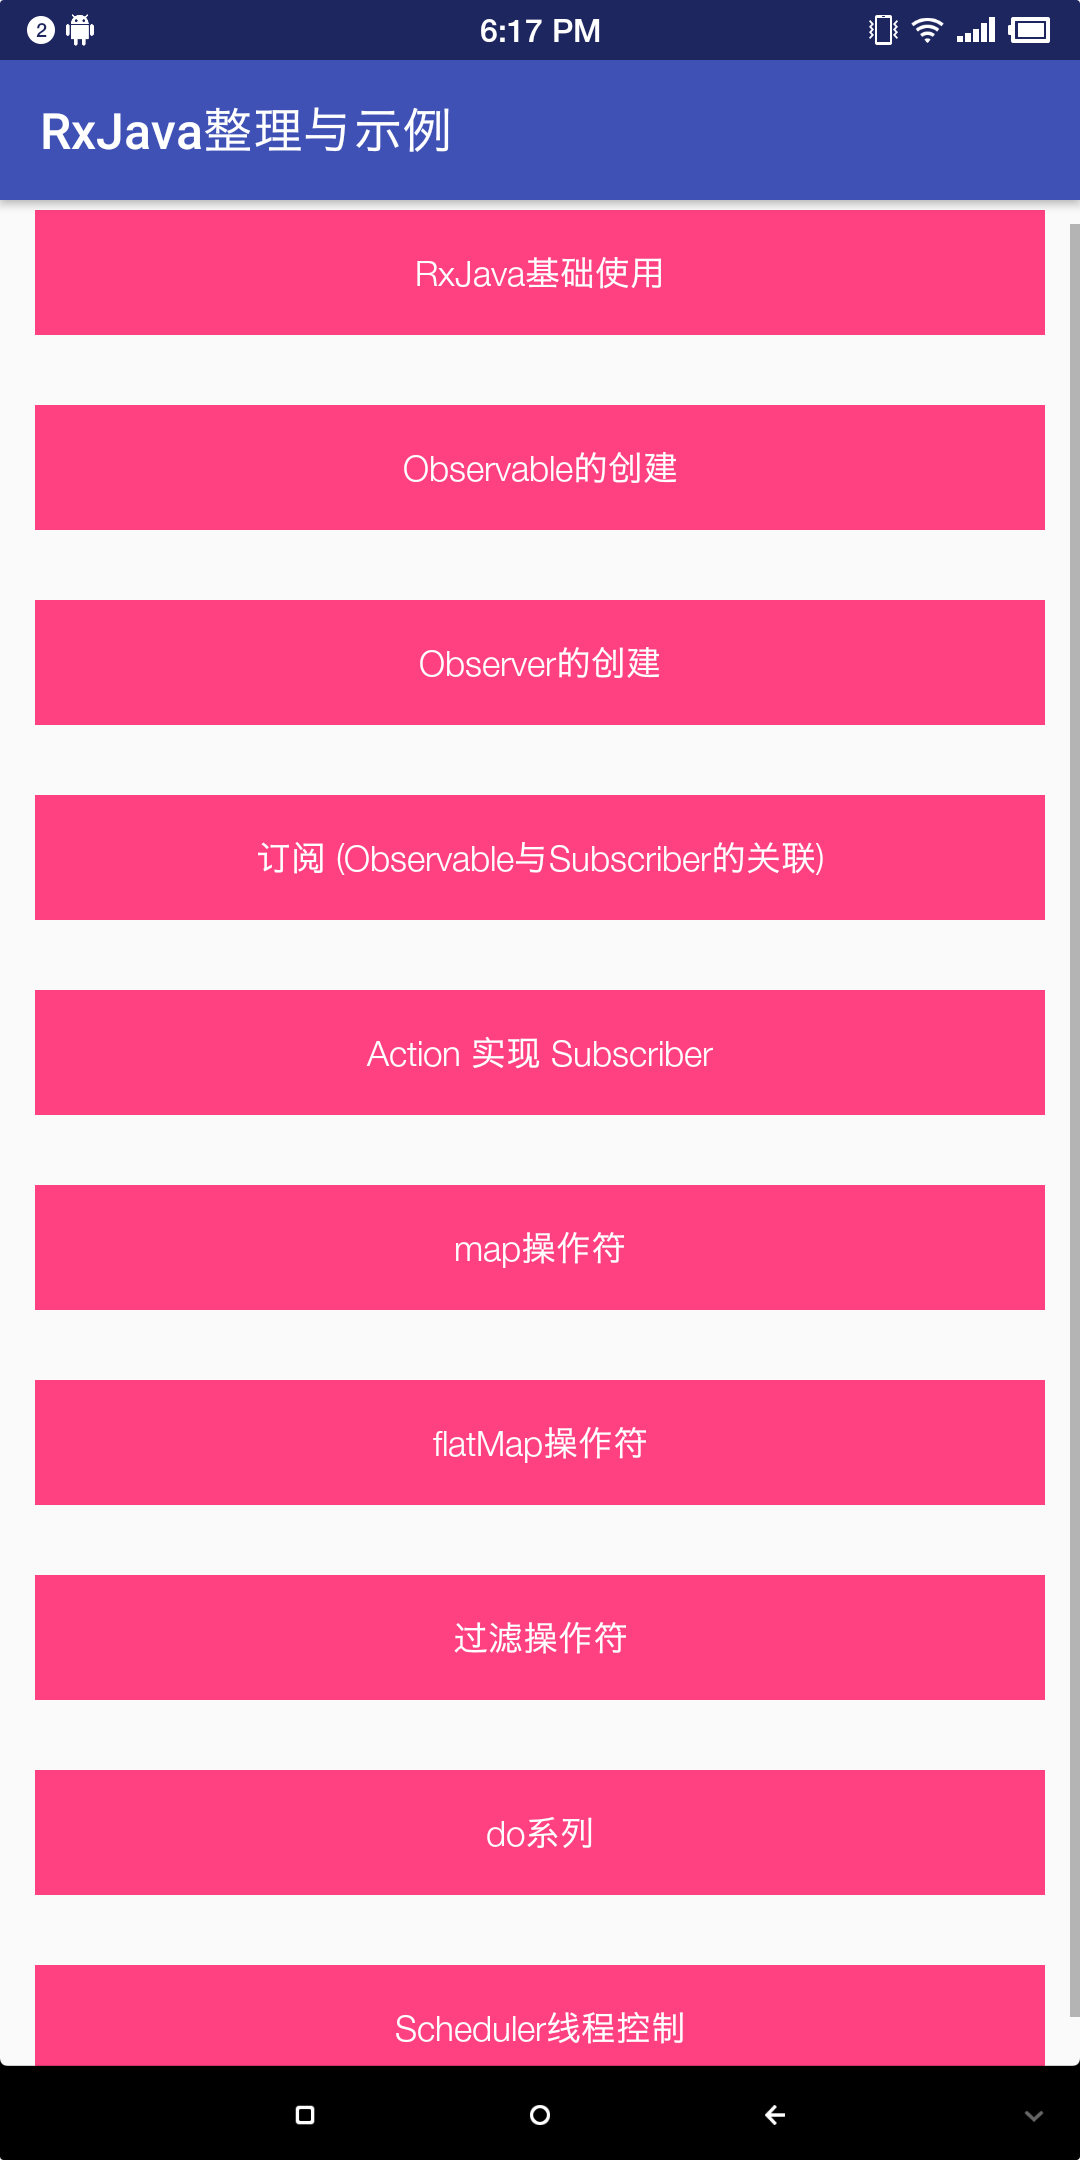 2
6:17 PM
RxJava整理与示例
RxJava基础使用
Observable的创建
Observer的创建
订阅 (Observable与Subscriber的关联)
Action 实现 Subscriber
map操作符
flatMap操作符
过滤操作符
do系列
Scheduler线程控制